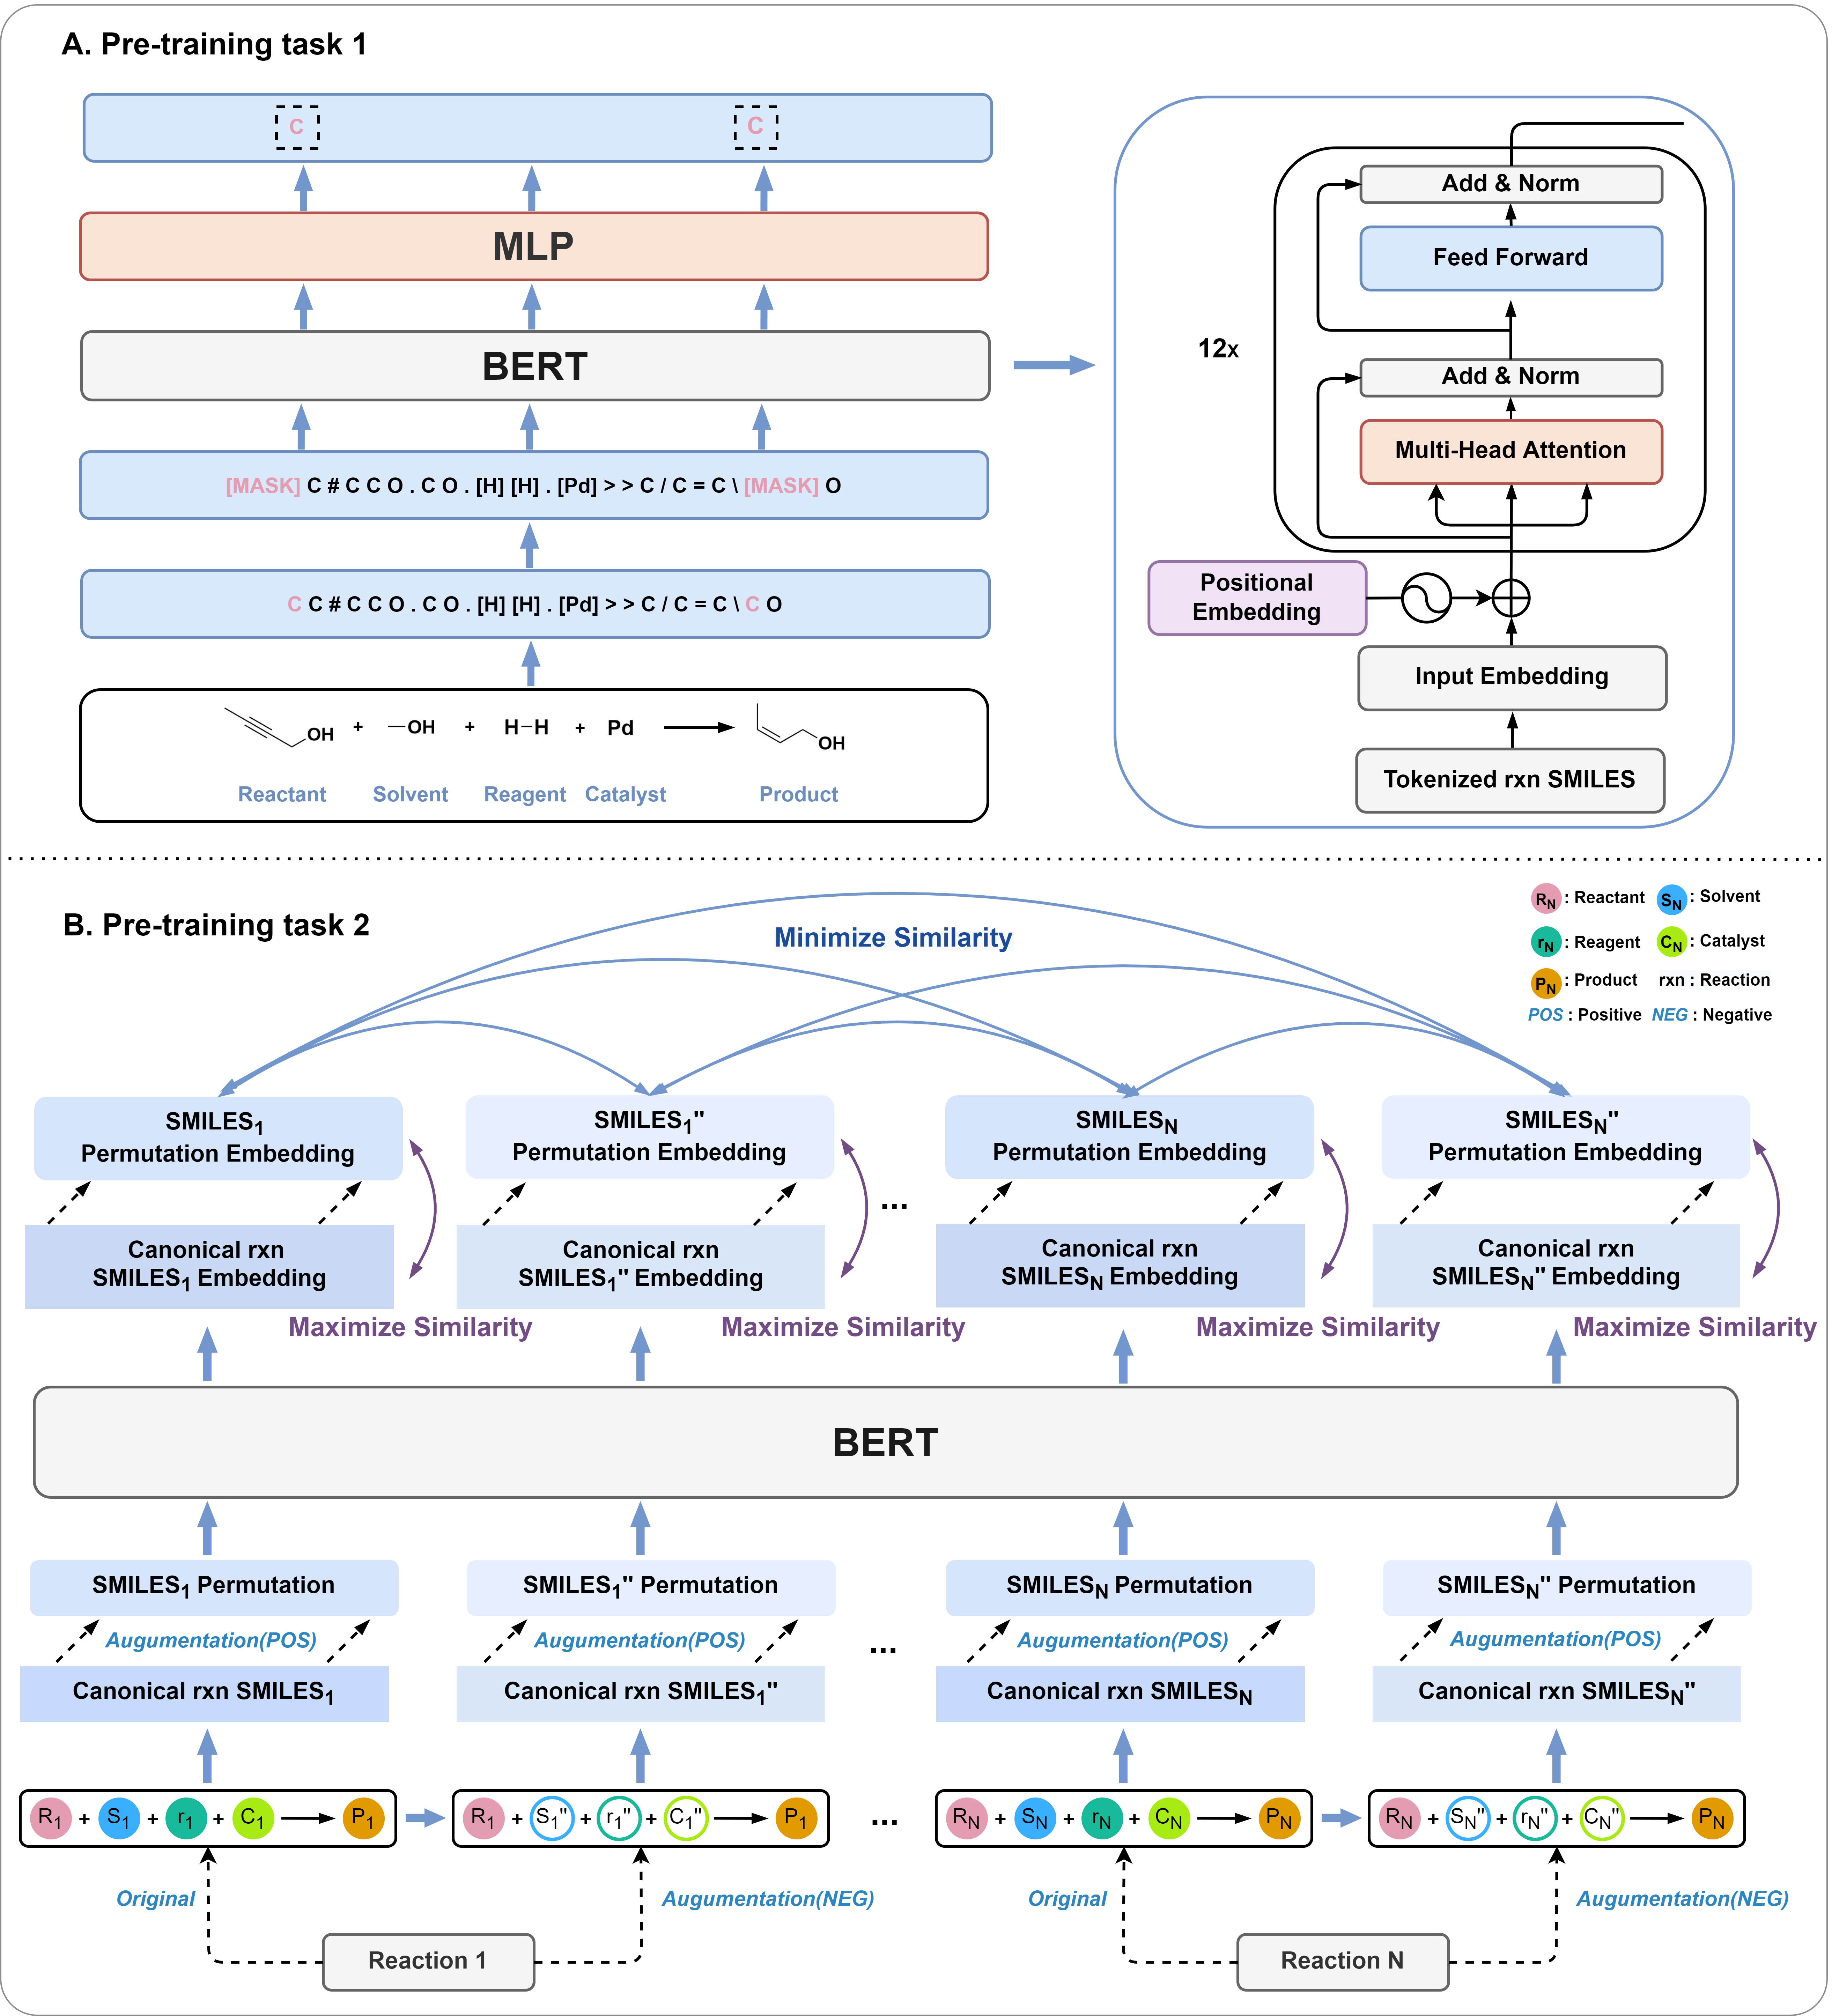 A. Pre-training task 1
C C
MLP
BERT
[MASK] C # C C O . C O . [H] [H] . [Pd] > > C / C = C \ [MASK] O
C C # C C O . C O . [H] [H] . [Pd] > > C / C = C \ C O
OH + —OH + H–H + Pd OH
Reactant Solvent Reagent Catalyst Product
Add & Norm
Feed Forward
12x
Add & Norm
Multi-Head Attention
Positional
Embedding
Input Embedding
Tokenized rxn SMILES
B. Pre-training task 2
Minimize Similarity
R_N : Reactant S_N : Solvent
r_N : Reagent C_N : Catalyst
P_N : Product rxn : Reaction
POS : Positive NEG : Negative
SMILES_1
Permutation Embedding
SMILES_1"
Permutation Embedding
SMILES_N
Permutation Embedding
SMILES_N"
Permutation Embedding
...
Canonical rxn
SMILES_1 Embedding
Canonical rxn
SMILES_1" Embedding
Canonical rxn
SMILES_N Embedding
Canonical rxn
SMILES_N" Embedding
Maximize Similarity Maximize Similarity Maximize Similarity Maximize Similarity
BERT
SMILES_1 Permutation SMILES_1" Permutation SMILES_N Permutation SMILES_N" Permutation
Augumentation(POS) Augumentation(POS) ... Augumentation(POS) Augumentation(POS)
Canonical rxn SMILES_1 Canonical rxn SMILES_1" Canonical rxn SMILES_N Canonical rxn SMILES_N"
R_1 + S_1 + r_1 + C_1 P_1 R_1 + S_1" + r_1" + C_1" P_1 ... R_N + S_N + r_N + C_N P_N R_N + S_N" + r_N" + C_N" P_N
Original Augumentation(NEG) Original Augumentation(NEG)
Reaction 1 Reaction N